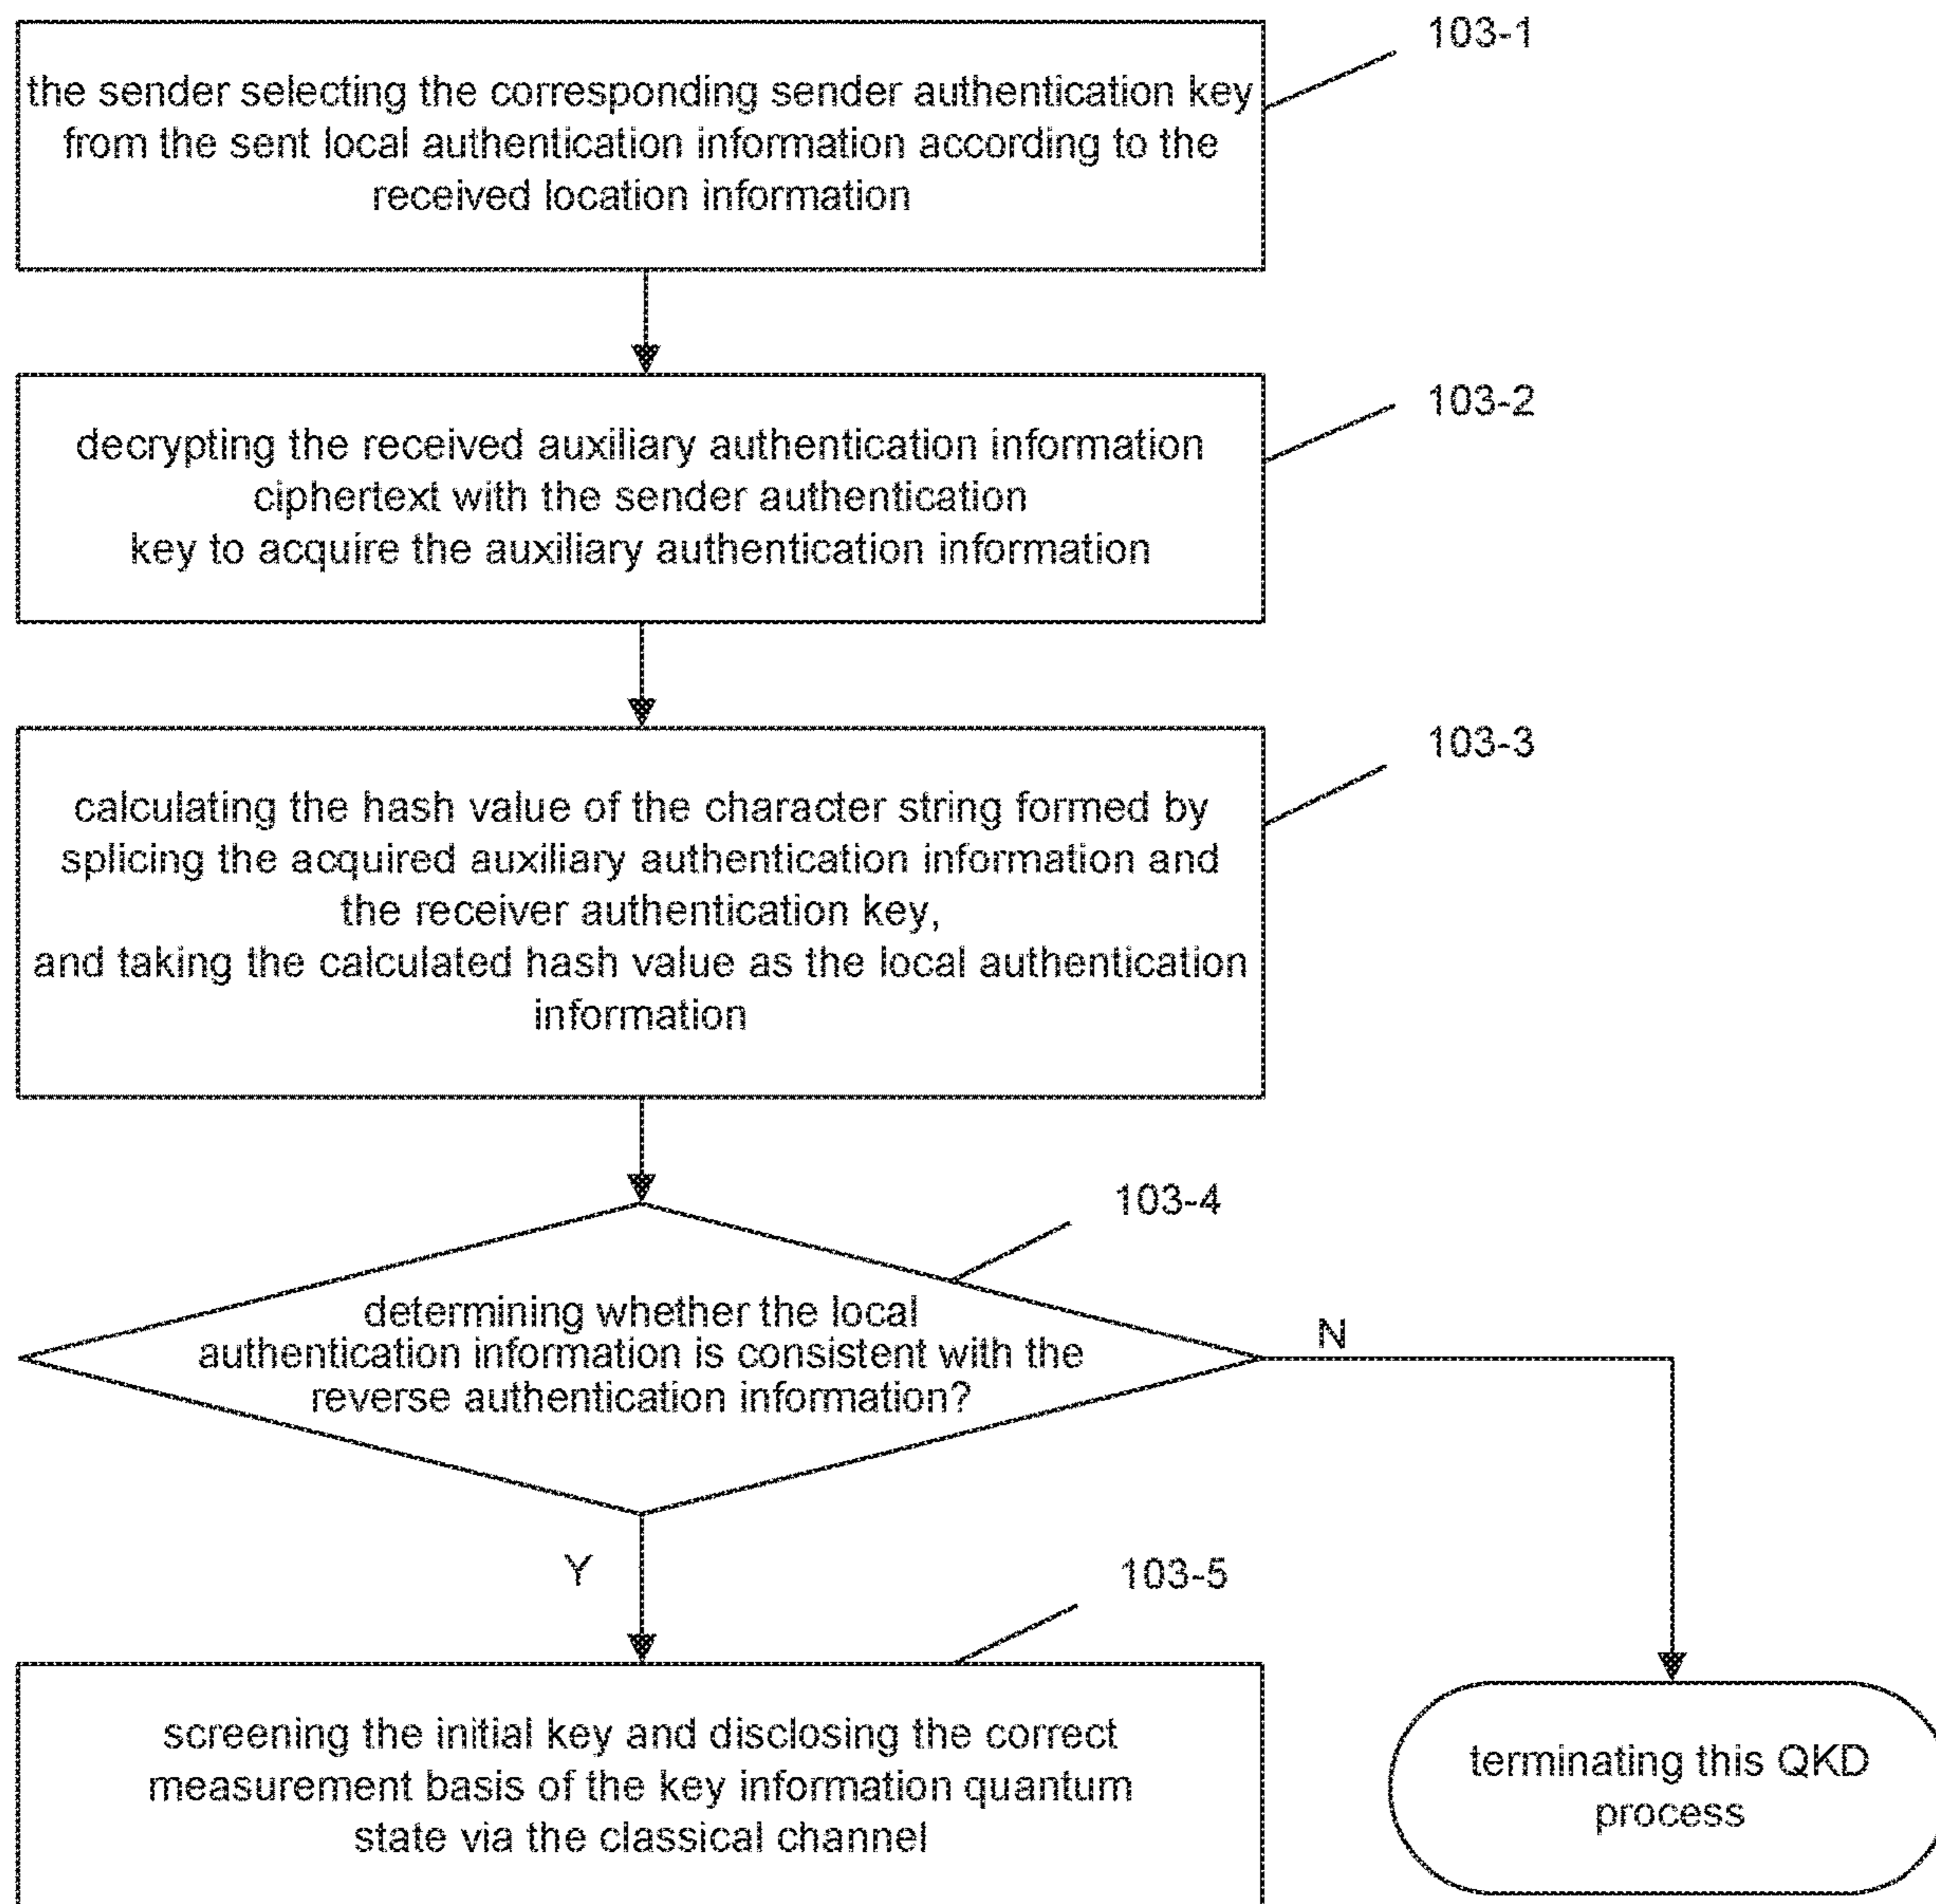 103-1
the sender selecting the corresponding sender authentication key
from the sent local authentication information according to the
received location information
103-2
decrypting the received auxiliary authentication information
ciphertext with the sender authentication
key to acquire the auxiliary authentication information
103-3
calculating the hash value of the character string formed by
splicing the acquired auxiliary authentication information and
the receiver authentication key,
and taking the calculated hash value as the local authentication
information
103-4
determining whether the local
authentication information is consistent with the
reverse authentication information?
N
Y
103-5
screening the initial key and disclosing the correct
measurement basis of the key information quantum
state via the classical channel
terminating this QKD
process